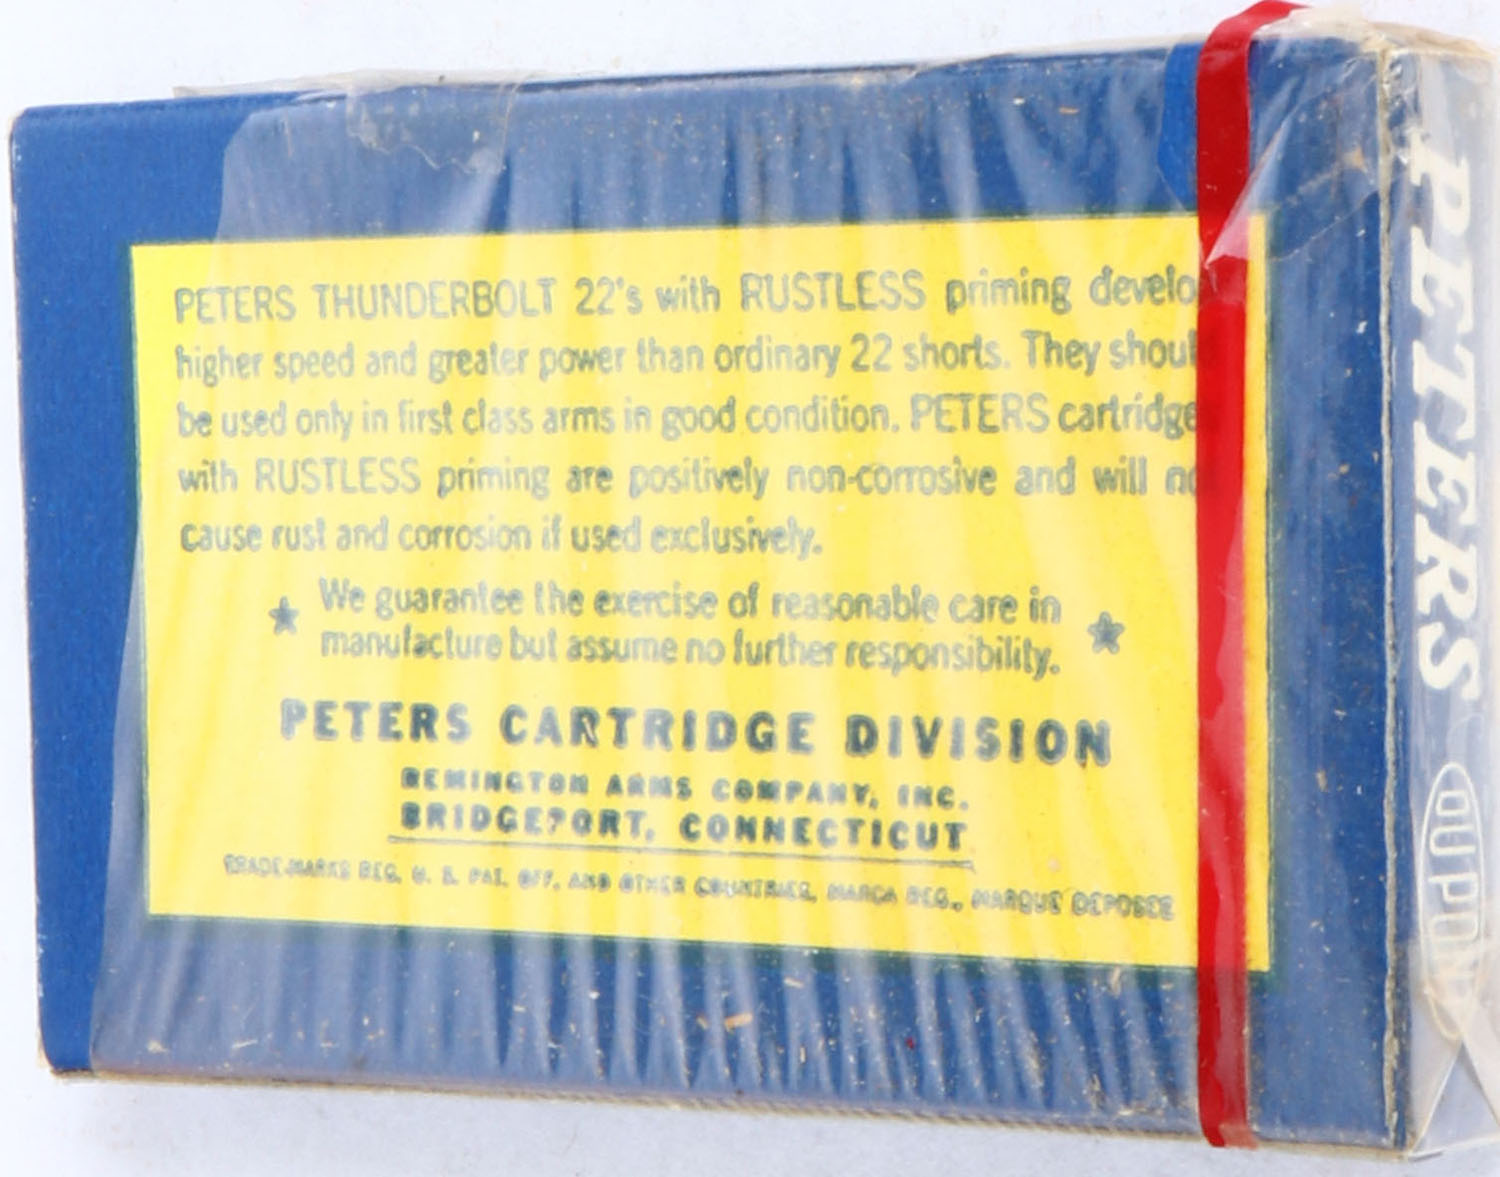 PETERS THUNDERBOLT 22's with RUSTLESS priming develo
higher speed and greater power than ordinary 22 shorts. They shoul
be used only in first class arms in good condition. PETERS cartridge
with RUSTLESS priming are positively non-corrosive and will no
cause rust and corrosion if used exclusively.
We guarantee the exercise of reasonable care in
manufacture but assume no further responsibility.
PETERS CARTRIDGE DIVISION
REMINGTON ARMS COMPANY, INC.
BRIDGEPORT, CONNECTICUT
TRADE-MARKS REG. U. S. PAT. OFF. AND OTHER COUNTRIES, MARCA REG., MARQUE DEPOSEE
PETERS
DUPONT